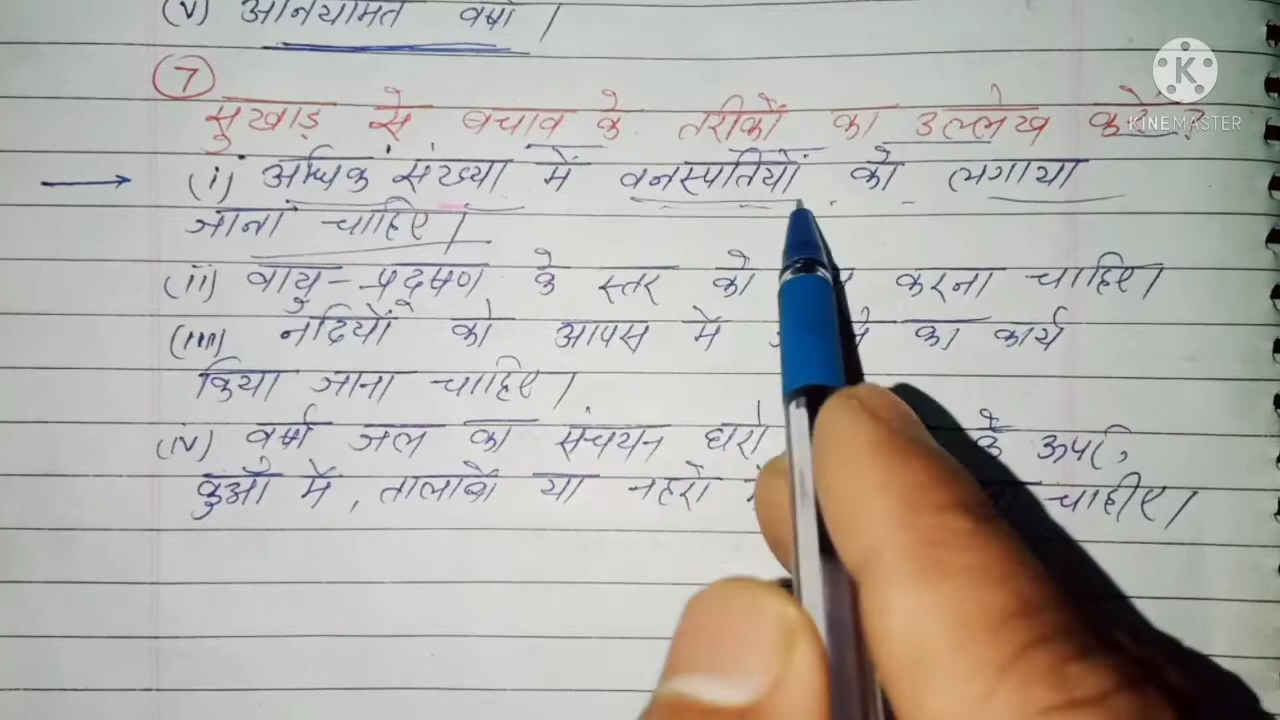 (v) अनियमित वर्षा ।
7
सुखाड़ से बचाव के तरीकों का उल्लेख करें ?
K
KINEMASTER
→ (i) अधिक संख्या में वनस्पतियों को लगाया
जाना चाहिए ।
(ii) वायु - प्रदूषण के स्तर को करना चाहिए ।
(iii) नदियों को आपस में का कार्य
किया जाना चाहिए ।
(iv) वर्षा जल का संचयन घरो के ऊपर,
कुओं में , तालाबों या नहरो चाहीए ।